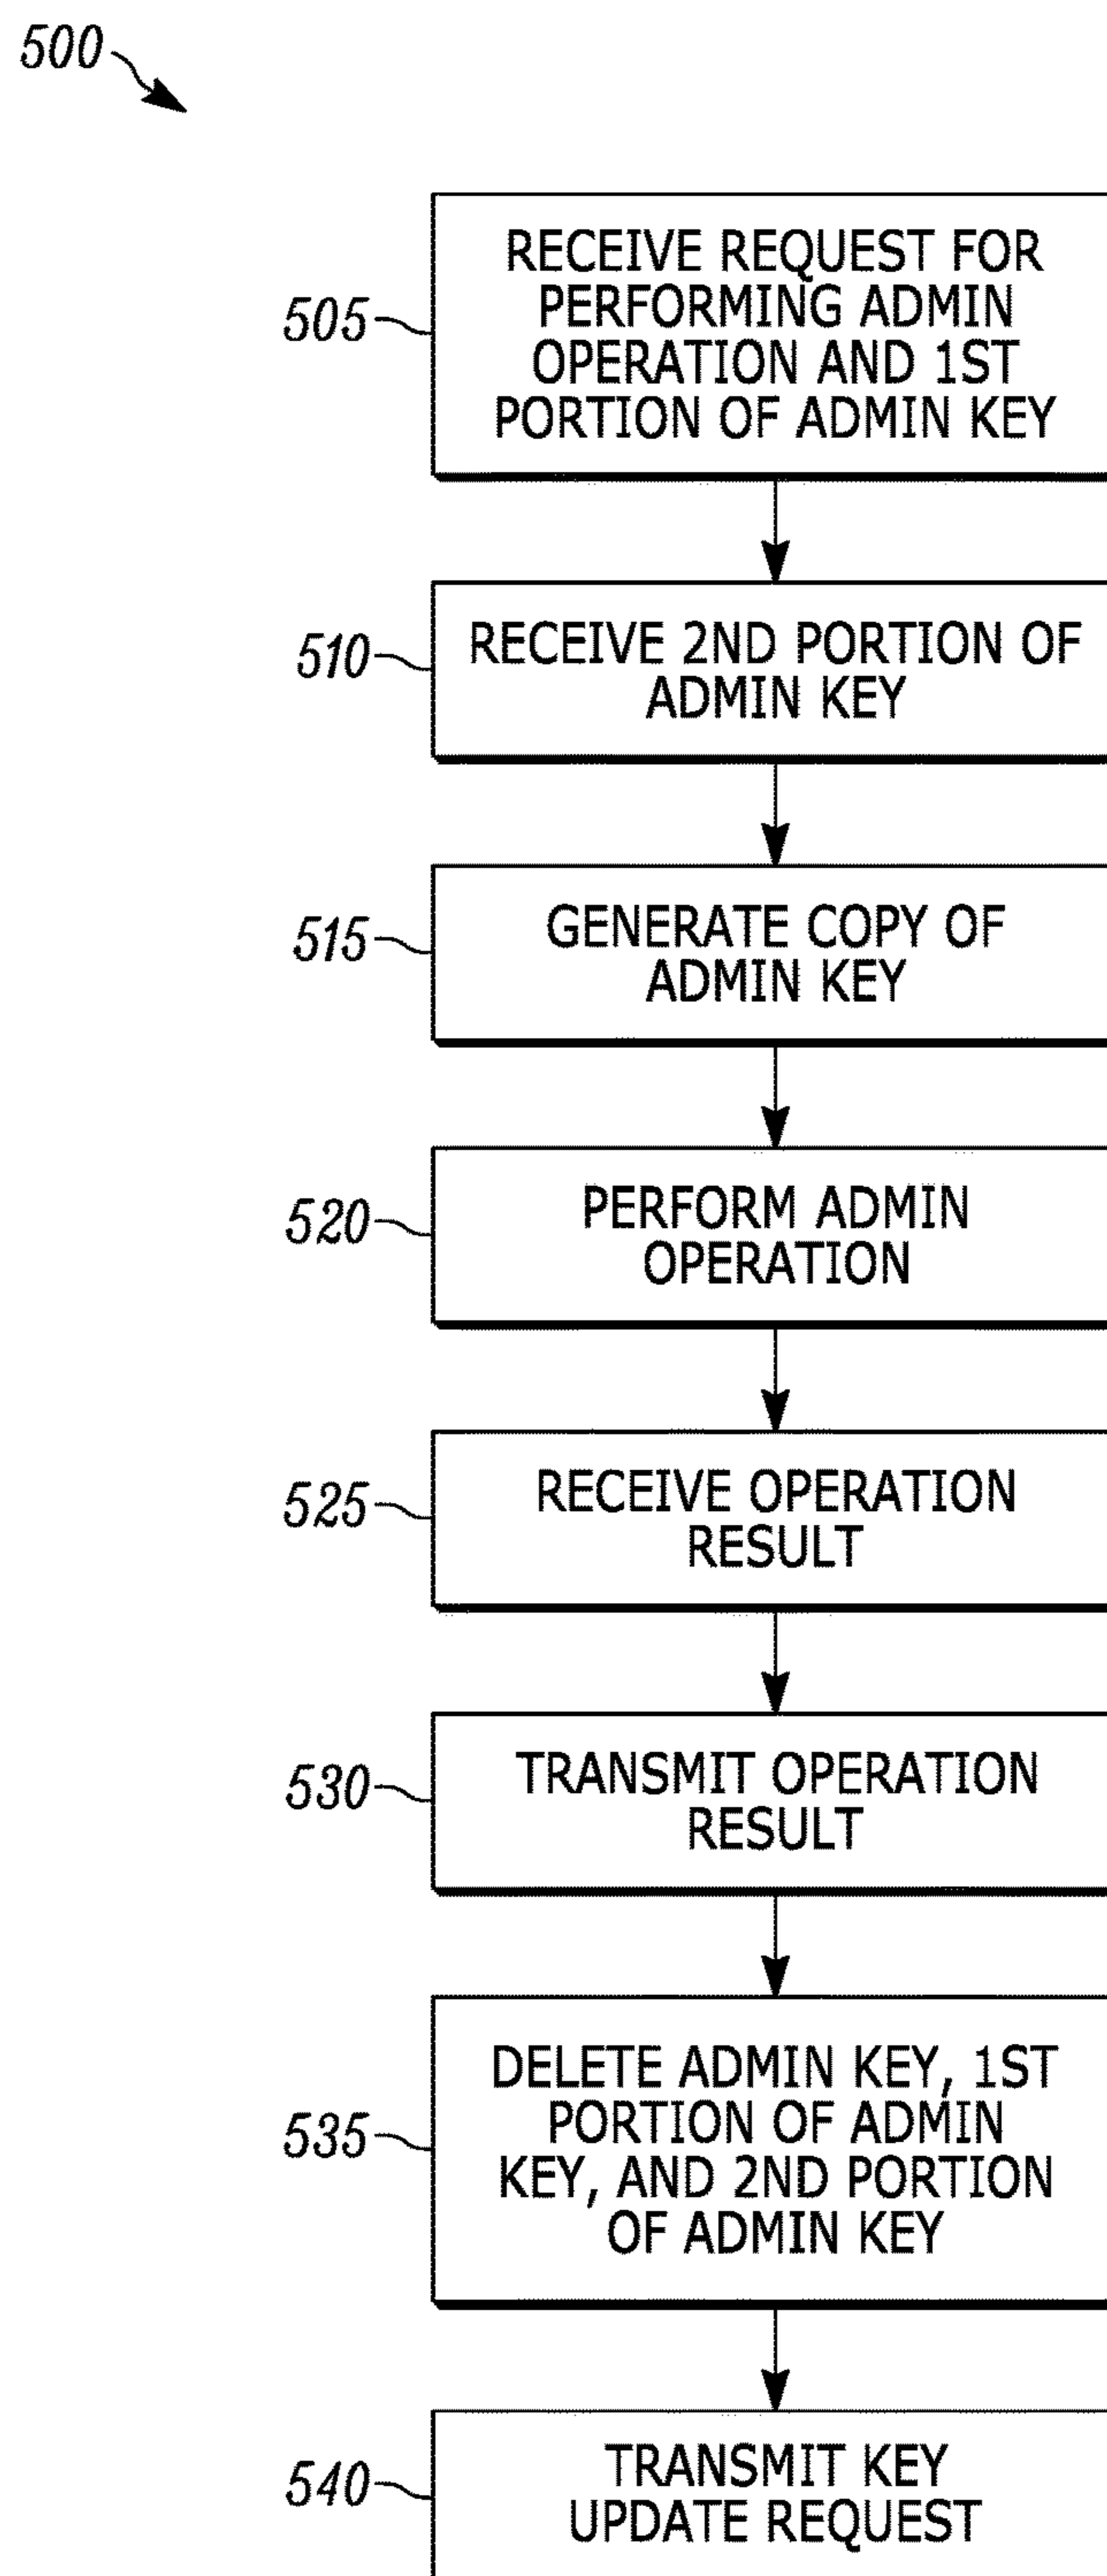 500
505
RECEIVE REQUEST FOR
PERFORMING ADMIN
OPERATION AND 1ST
PORTION OF ADMIN KEY
510
RECEIVE 2ND PORTION OF
ADMIN KEY
515
GENERATE COPY OF
ADMIN KEY
520
PERFORM ADMIN
OPERATION
525
RECEIVE OPERATION
RESULT
530
TRANSMIT OPERATION
RESULT
535
DELETE ADMIN KEY, 1ST
PORTION OF ADMIN
KEY, AND 2ND PORTION
OF ADMIN KEY
540
TRANSMIT KEY
UPDATE REQUEST